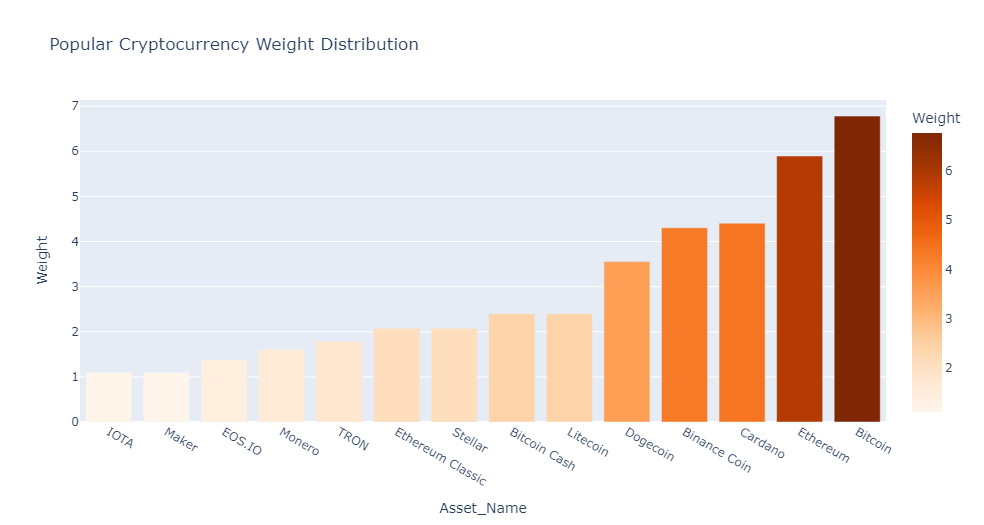 Popular Cryptocurrency Weight Distribution
Weight
7
6
5
4
3
2
1
0
IOTA
Maker
EOS.IO
Monero
TRON
Ethereum Classic
Stellar
Bitcoin Cash
Litecoin
Dogecoin
Binance Coin
Cardano
Ethereum
Bitcoin
Asset_Name
Weight
6
5
4
3
2